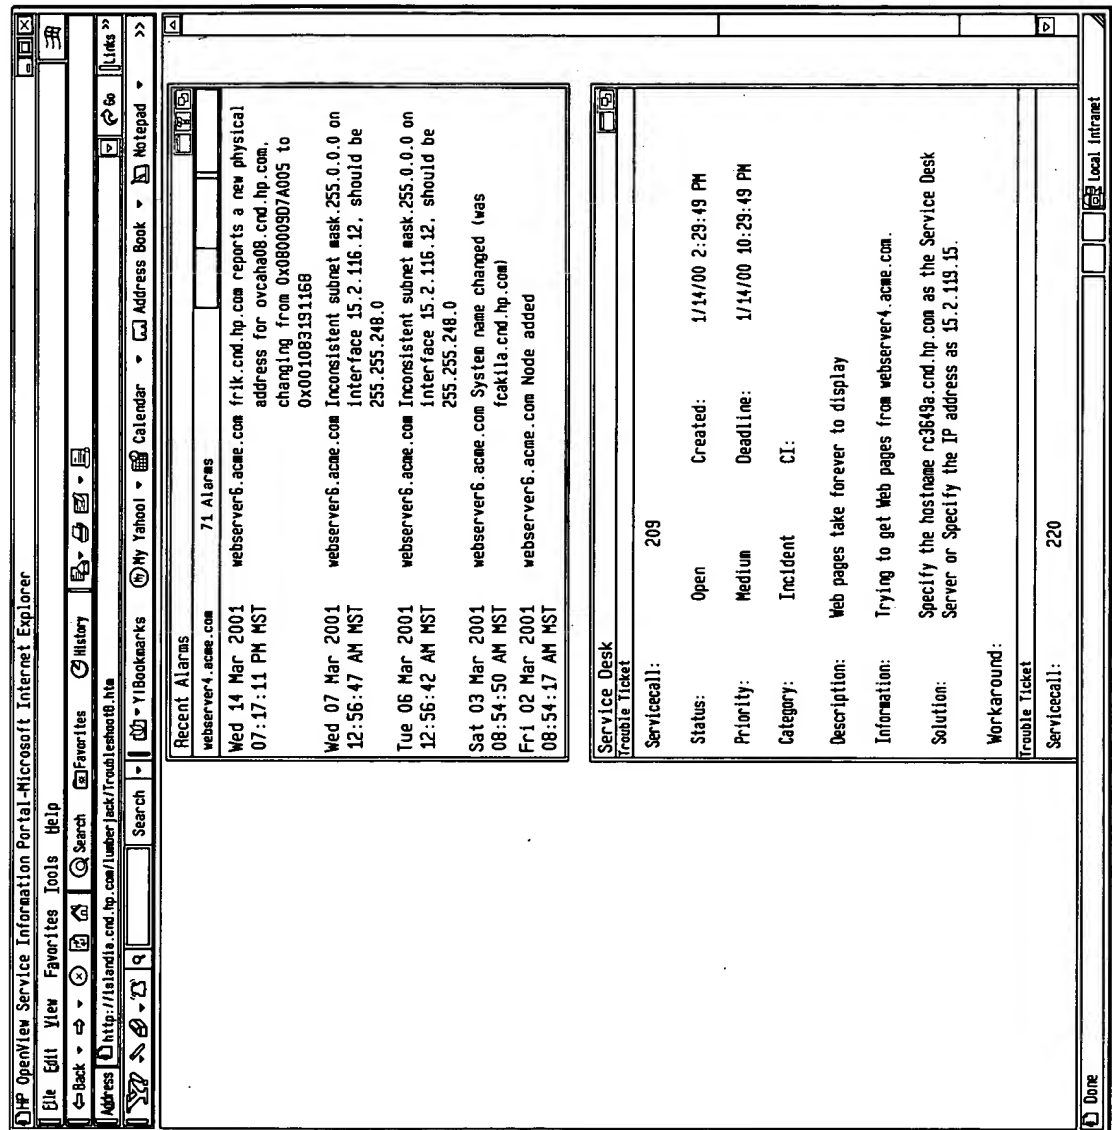 HP OpenView Service Information Portal-Microsoft Internet Explorer
File Edit View Favorites Tools Help
Back Search Favorites History
Address http://islandia.cnd.hp.com/lumberjack/Troubleshoot8.htm Go Links »
Search Y!Bookmarks My Yahoo! Calendar Address Book Notepad »
Recent Alarms
webserver4.acme.com 71 Alarms
Wed 14 Mar 2001 webserver6.acme.com frik.cnd.hp.com reports a new physical
07:17:11 PM MST address for ovcaha08.cnd.hp.com,
changing from 0x080009D7A005 to
0x001083191168
Wed 07 Mar 2001 webserver6.acme.com Inconsistent subnet mask.255.0.0.0 on
12:56:47 AM MST interface 15.2.116.12, should be
255.255.248.0
Tue 06 Mar 2001 webserver6.acme.com Inconsistent subnet mask.255.0.0.0 on
12:56:42 AM MST interface 15.2.116.12, should be
255.255.248.0
Sat 03 Mar 2001 webserver6.acme.com System name changed (was
08:54:50 AM MST fcakila.cnd.hp.com)
Fri 02 Mar 2001 webserver6.acme.com Node added
08:54:17 AM MST
Service Desk
Trouble Ticket
Servicecall: 209
Status: Open Created: 1/14/00 2:29:49 PM
Priority: Medium Deadline: 1/14/00 10:29:49 PM
Category: Incident CI:
Description: Web pages take forever to display
Information: Trying to get Web pages from webserver4.acme.com.
Solution: Specify the hostname rc3649a.cnd.hp.com as the Service Desk
Server or Specify the IP address as 15.2.119.15.
Workaround:
Trouble Ticket
Servicecall: 220
Done Local intranet